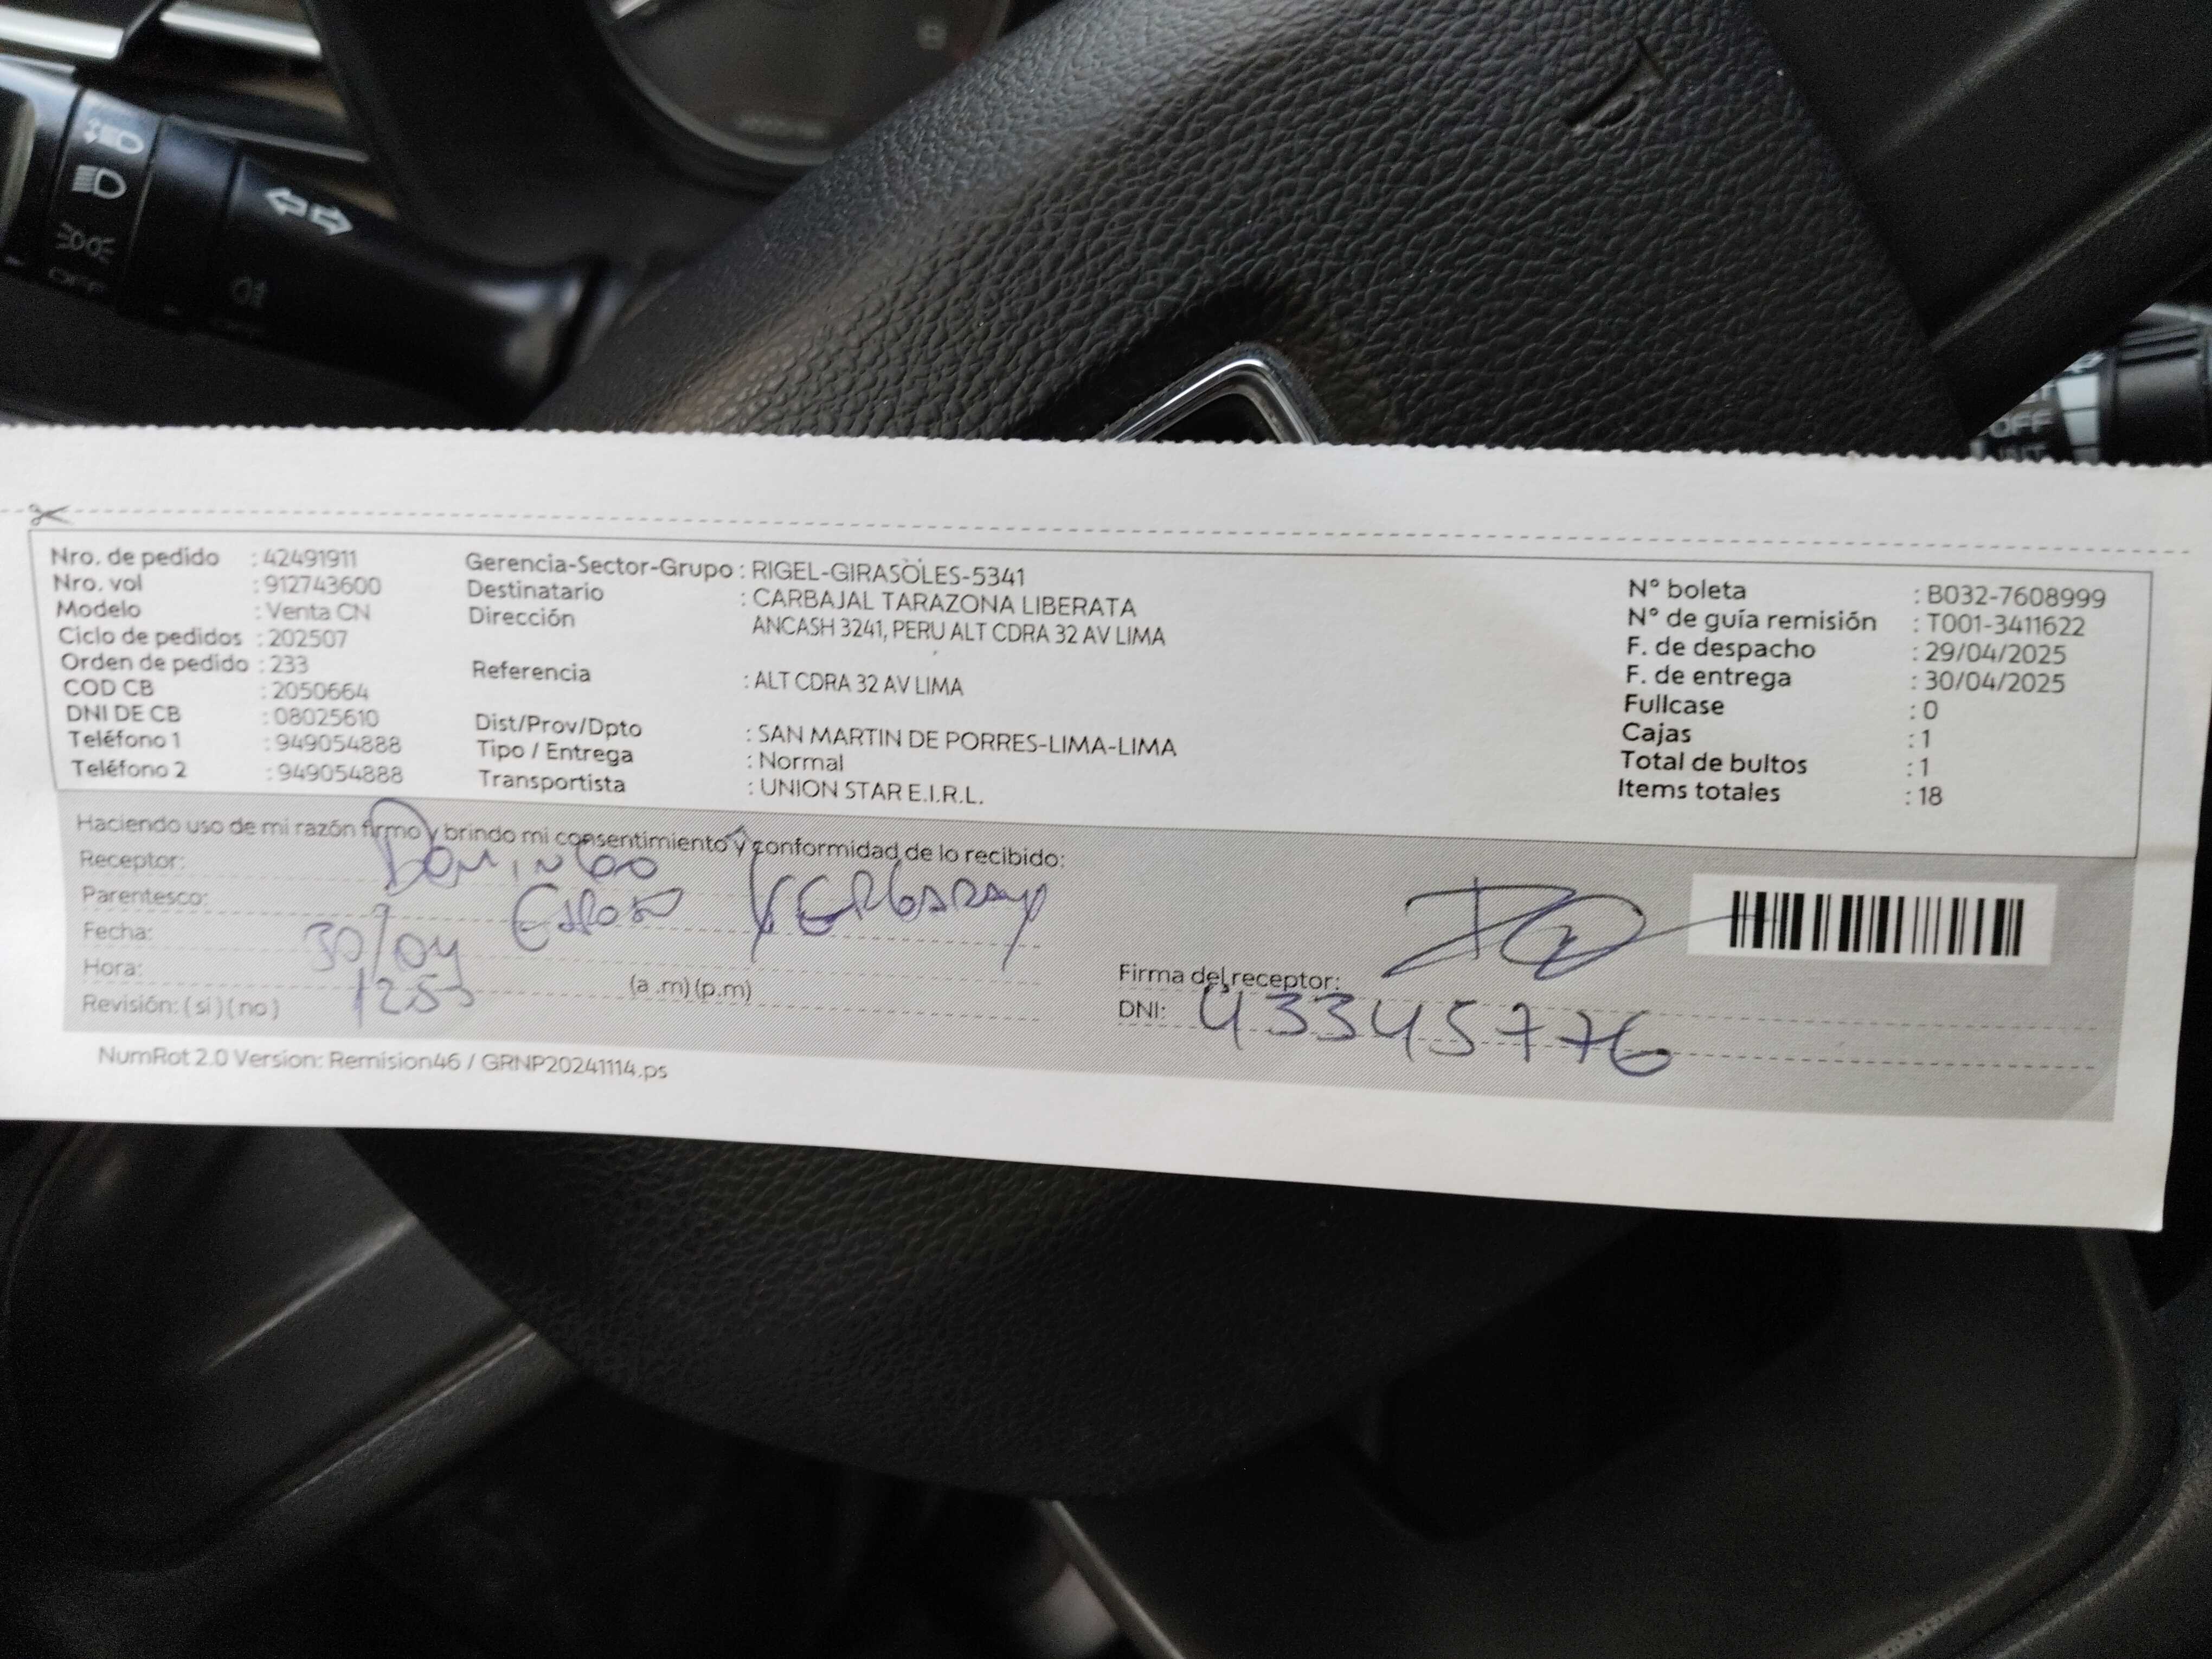 OFF
OFF
Nro. de pedido : 42491911
Nro. vol : 912743600
Modelo : Venta CN
Ciclo de pedidos : 202507
Orden de pedido : 233
COD CB : 2050664
DNI DE CB : 08025610
Teléfono 1 : 949054888
Teléfono 2 : 949054888
Gerencia-Sector-Grupo : RIGEL-GIRASOLES-5341
Destinatario : CARBAJAL TARAZONA LIBERATA
Dirección ANCASH 3241, PERU ALT CDRA 32 AV LIMA
Referencia : ALT CDRA 32 AV LIMA
Dist/Prov/Dpto : SAN MARTIN DE PORRES-LIMA-LIMA
Tipo / Entrega : Normal
Transportista : UNION STAR E.I.R.L.
N° boleta : B032-7608999
N° de guía remisión : T001-3411622
F. de despacho : 29/04/2025
F. de entrega : 30/04/2025
Fullcase : 0
Cajas : 1
Total de bultos : 1
Items totales : 18
Haciendo uso de mi razón firmo y brindo mi consentimiento y conformidad de lo recibido:
Receptor: Domingo
Parentesco: Esposo
Fecha: 30/04
Hora: 1255 (a .m) (p.m)
Revisión: ( si ) ( no )
Firma del receptor:
DNI: 43345776
NumRot 2.0 Version: Remision46 / GRNP20241114.ps